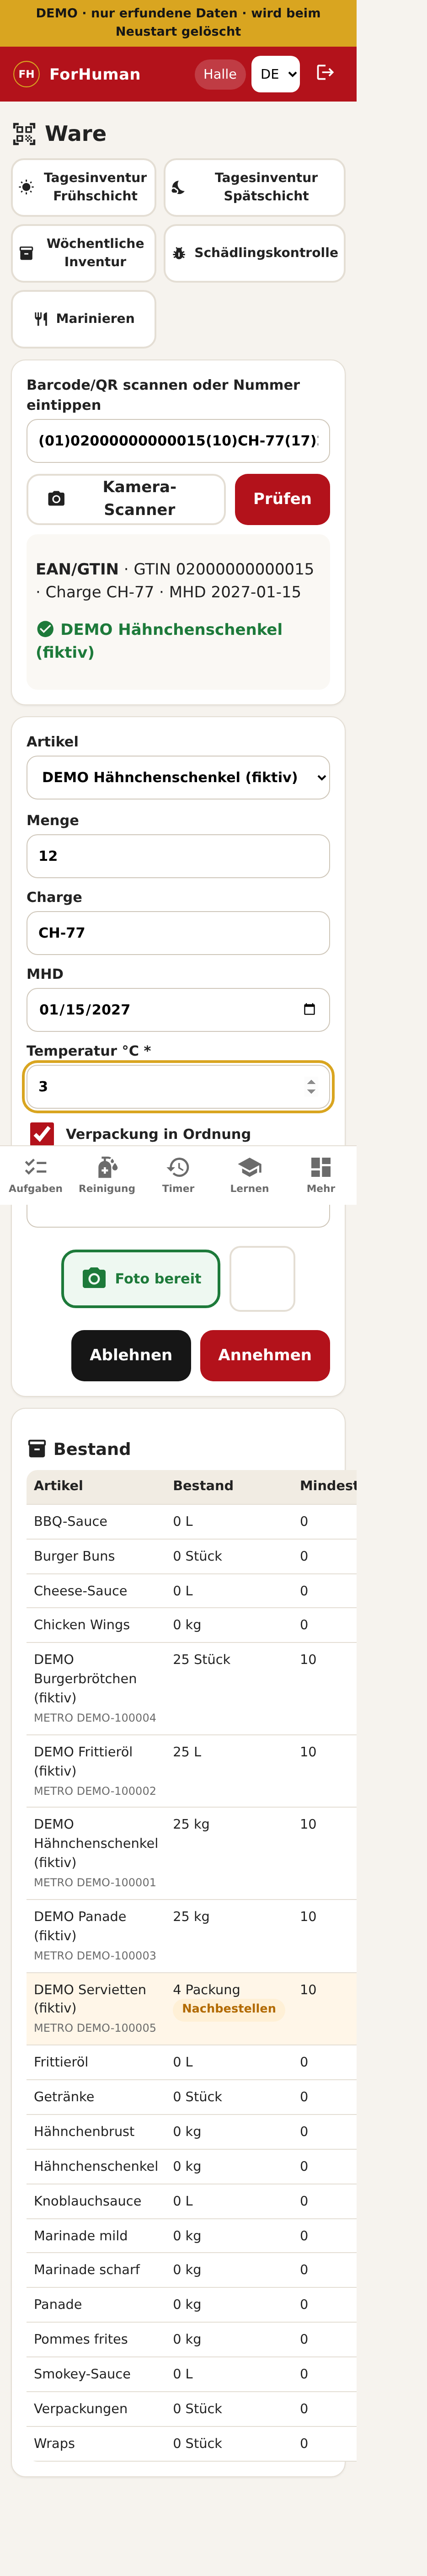 DEMO · nur erfundene Daten · wird beim
Neustart gelöscht
FH ForHuman Halle DE
Ware
Tagesinventur
Frühschicht
Tagesinventur
Spätschicht
Wöchentliche
Inventur
Schädlingskontrolle
Marinieren
Barcode/QR scannen oder Nummer
eintippen
(01)02000000000015(10)CH-77(17)
Kamera-
Scanner
Prüfen
EAN/GTIN · GTIN 02000000000015
· Charge CH-77 · MHD 2027-01-15
DEMO Hähnchenschenkel
(fiktiv)
Artikel
DEMO Hähnchenschenkel (fiktiv)
Menge
12
Charge
CH-77
MHD
01/15/2027
Temperatur °C *
3
Verpackung in Ordnung
Aufgaben Reinigung Timer Lernen Mehr
Foto bereit
Ablehnen Annehmen
Bestand
Artikel Bestand Mindest
BBQ-Sauce 0 L 0
Burger Buns 0 Stück 0
Cheese-Sauce 0 L 0
Chicken Wings 0 kg 0
DEMO 25 Stück 10
Burgerbrötchen
(fiktiv)
METRO DEMO-100004
DEMO Frittieröl 25 L 10
(fiktiv)
METRO DEMO-100002
DEMO 25 kg 10
Hähnchenschenkel
(fiktiv)
METRO DEMO-100001
DEMO Panade 25 kg 10
(fiktiv)
METRO DEMO-100003
DEMO Servietten 4 Packung 10
(fiktiv) Nachbestellen
METRO DEMO-100005
Frittieröl 0 L 0
Getränke 0 Stück 0
Hähnchenbrust 0 kg 0
Hähnchenschenkel 0 kg 0
Knoblauchsauce 0 L 0
Marinade mild 0 kg 0
Marinade scharf 0 kg 0
Panade 0 kg 0
Pommes frites 0 kg 0
Smokey-Sauce 0 L 0
Verpackungen 0 Stück 0
Wraps 0 Stück 0